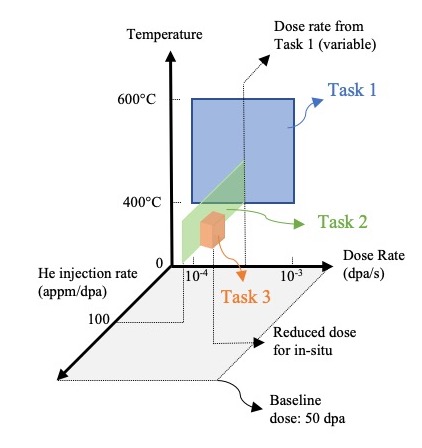 Dose rate from
Task 1 (variable)
Temperature
600°C
Task 1
400°C
Task 2
0
10-4
10-3
Dose Rate
(dpa/s)
He injection rate
(appm/dpa)
Task 3
100
Reduced dose
for in-situ
Baseline
dose: 50 dpa